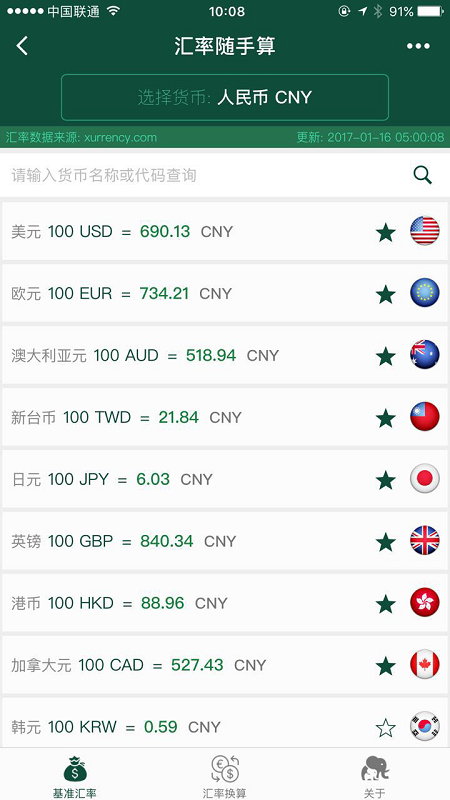 中国联通 10:08 91%
汇率随手算
选择货币: 人民币 CNY
汇率数据来源: xurrency.com 更新: 2017-01-16 05:00:08
请输入货币名称或代码查询
美元 100 USD = 690.13 CNY
欧元 100 EUR = 734.21 CNY
澳大利亚元 100 AUD = 518.94 CNY
新台币 100 TWD = 21.84 CNY
日元 100 JPY = 6.03 CNY
英镑 100 GBP = 840.34 CNY
港币 100 HKD = 88.96 CNY
加拿大元 100 CAD = 527.43 CNY
韩元 100 KRW = 0.59 CNY
基准汇率 汇率换算 关于